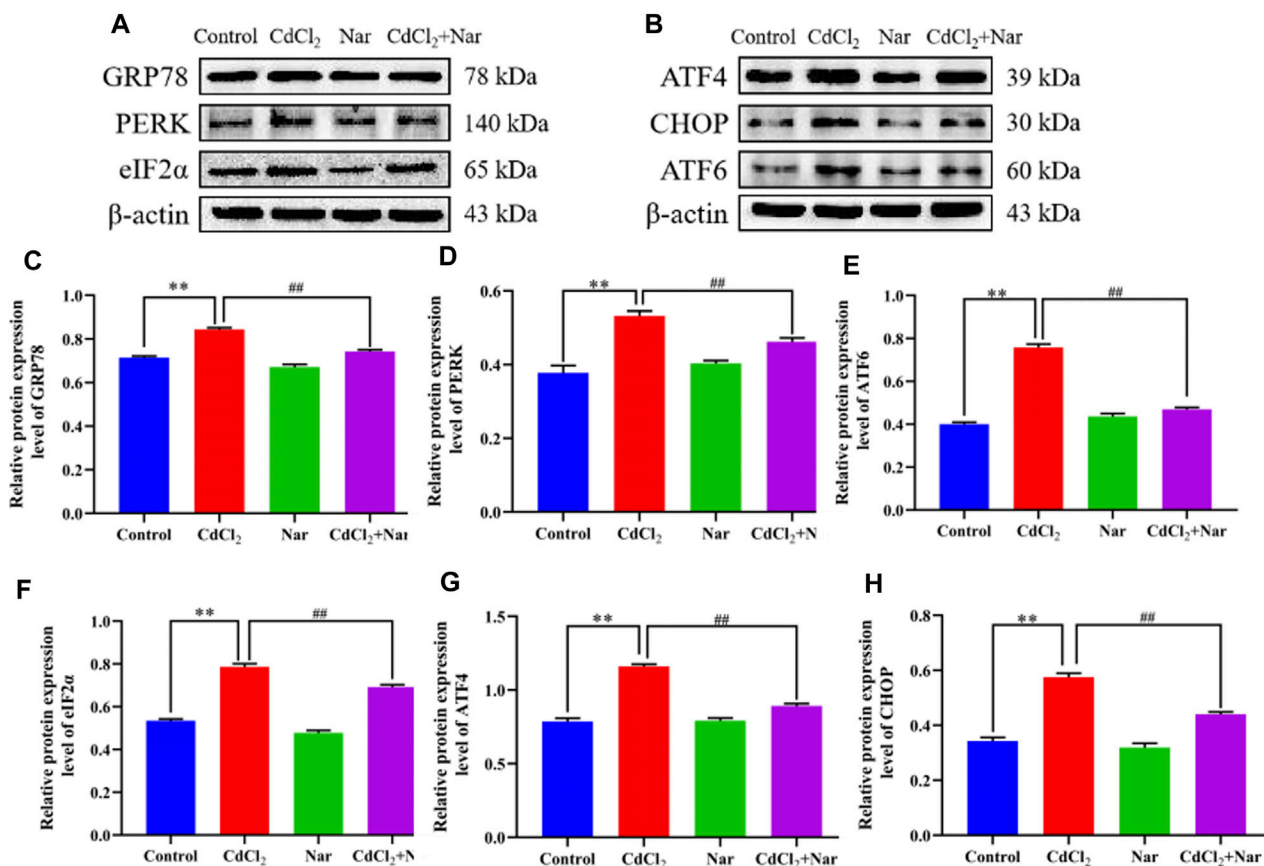 A
Control CdCl₂ Nar CdCl₂+Nar
GRP78 78 kDa
PERK 140 kDa
eIF2α 65 kDa
β-actin 43 kDa
B
Control CdCl₂ Nar CdCl₂+Nar
ATF4 39 kDa
CHOP 30 kDa
ATF6 60 kDa
β-actin 43 kDa
C
Relative protein expression
level of GRP78
1.0
0.8
0.6
0.4
0.2
0.0
** ##
Control CdCl₂ Nar CdCl₂+Nar
D
Relative protein expression
level of PERK
0.6
0.4
0.2
0.0
** ##
Control CdCl₂ Nar CdCl₂+N
E
Relative protein expression
level of ATF6
1.0
0.8
0.6
0.4
0.2
0.0
** ##
Control CdCl₂ Nar CdCl₂+Nar
F
Relative protein expression
level of eIF2α
1.0
0.8
0.6
0.4
0.2
0.0
** ##
Control CdCl₂ Nar CdCl₂+N
G
Relative protein expression
level of ATF4
1.5
1.0
0.5
0.0
** ##
Control CdCl₂ Nar CdCl₂+Nar
H
Relative protein expression
level of CHOP
0.8
0.6
0.4
0.2
0.0
** ##
Control CdCl₂ Nar CdCl₂+Nar